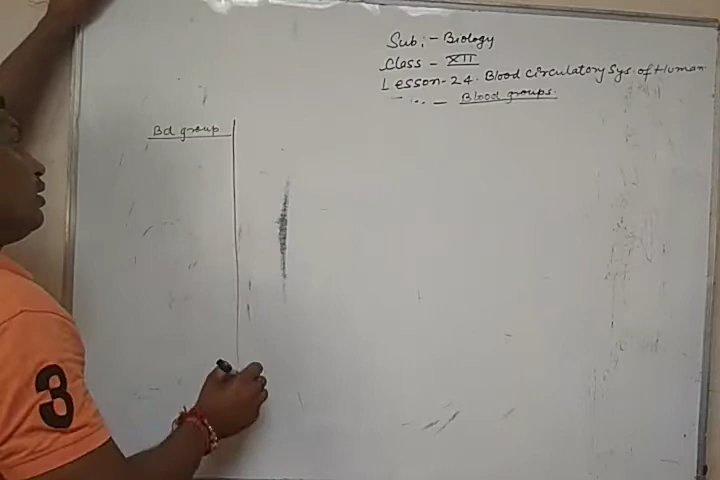 Sub:- Biology
Class - XII
Lesson-24. Blood circulatory Sys. of Human
- Blood groups.
Bd group
3